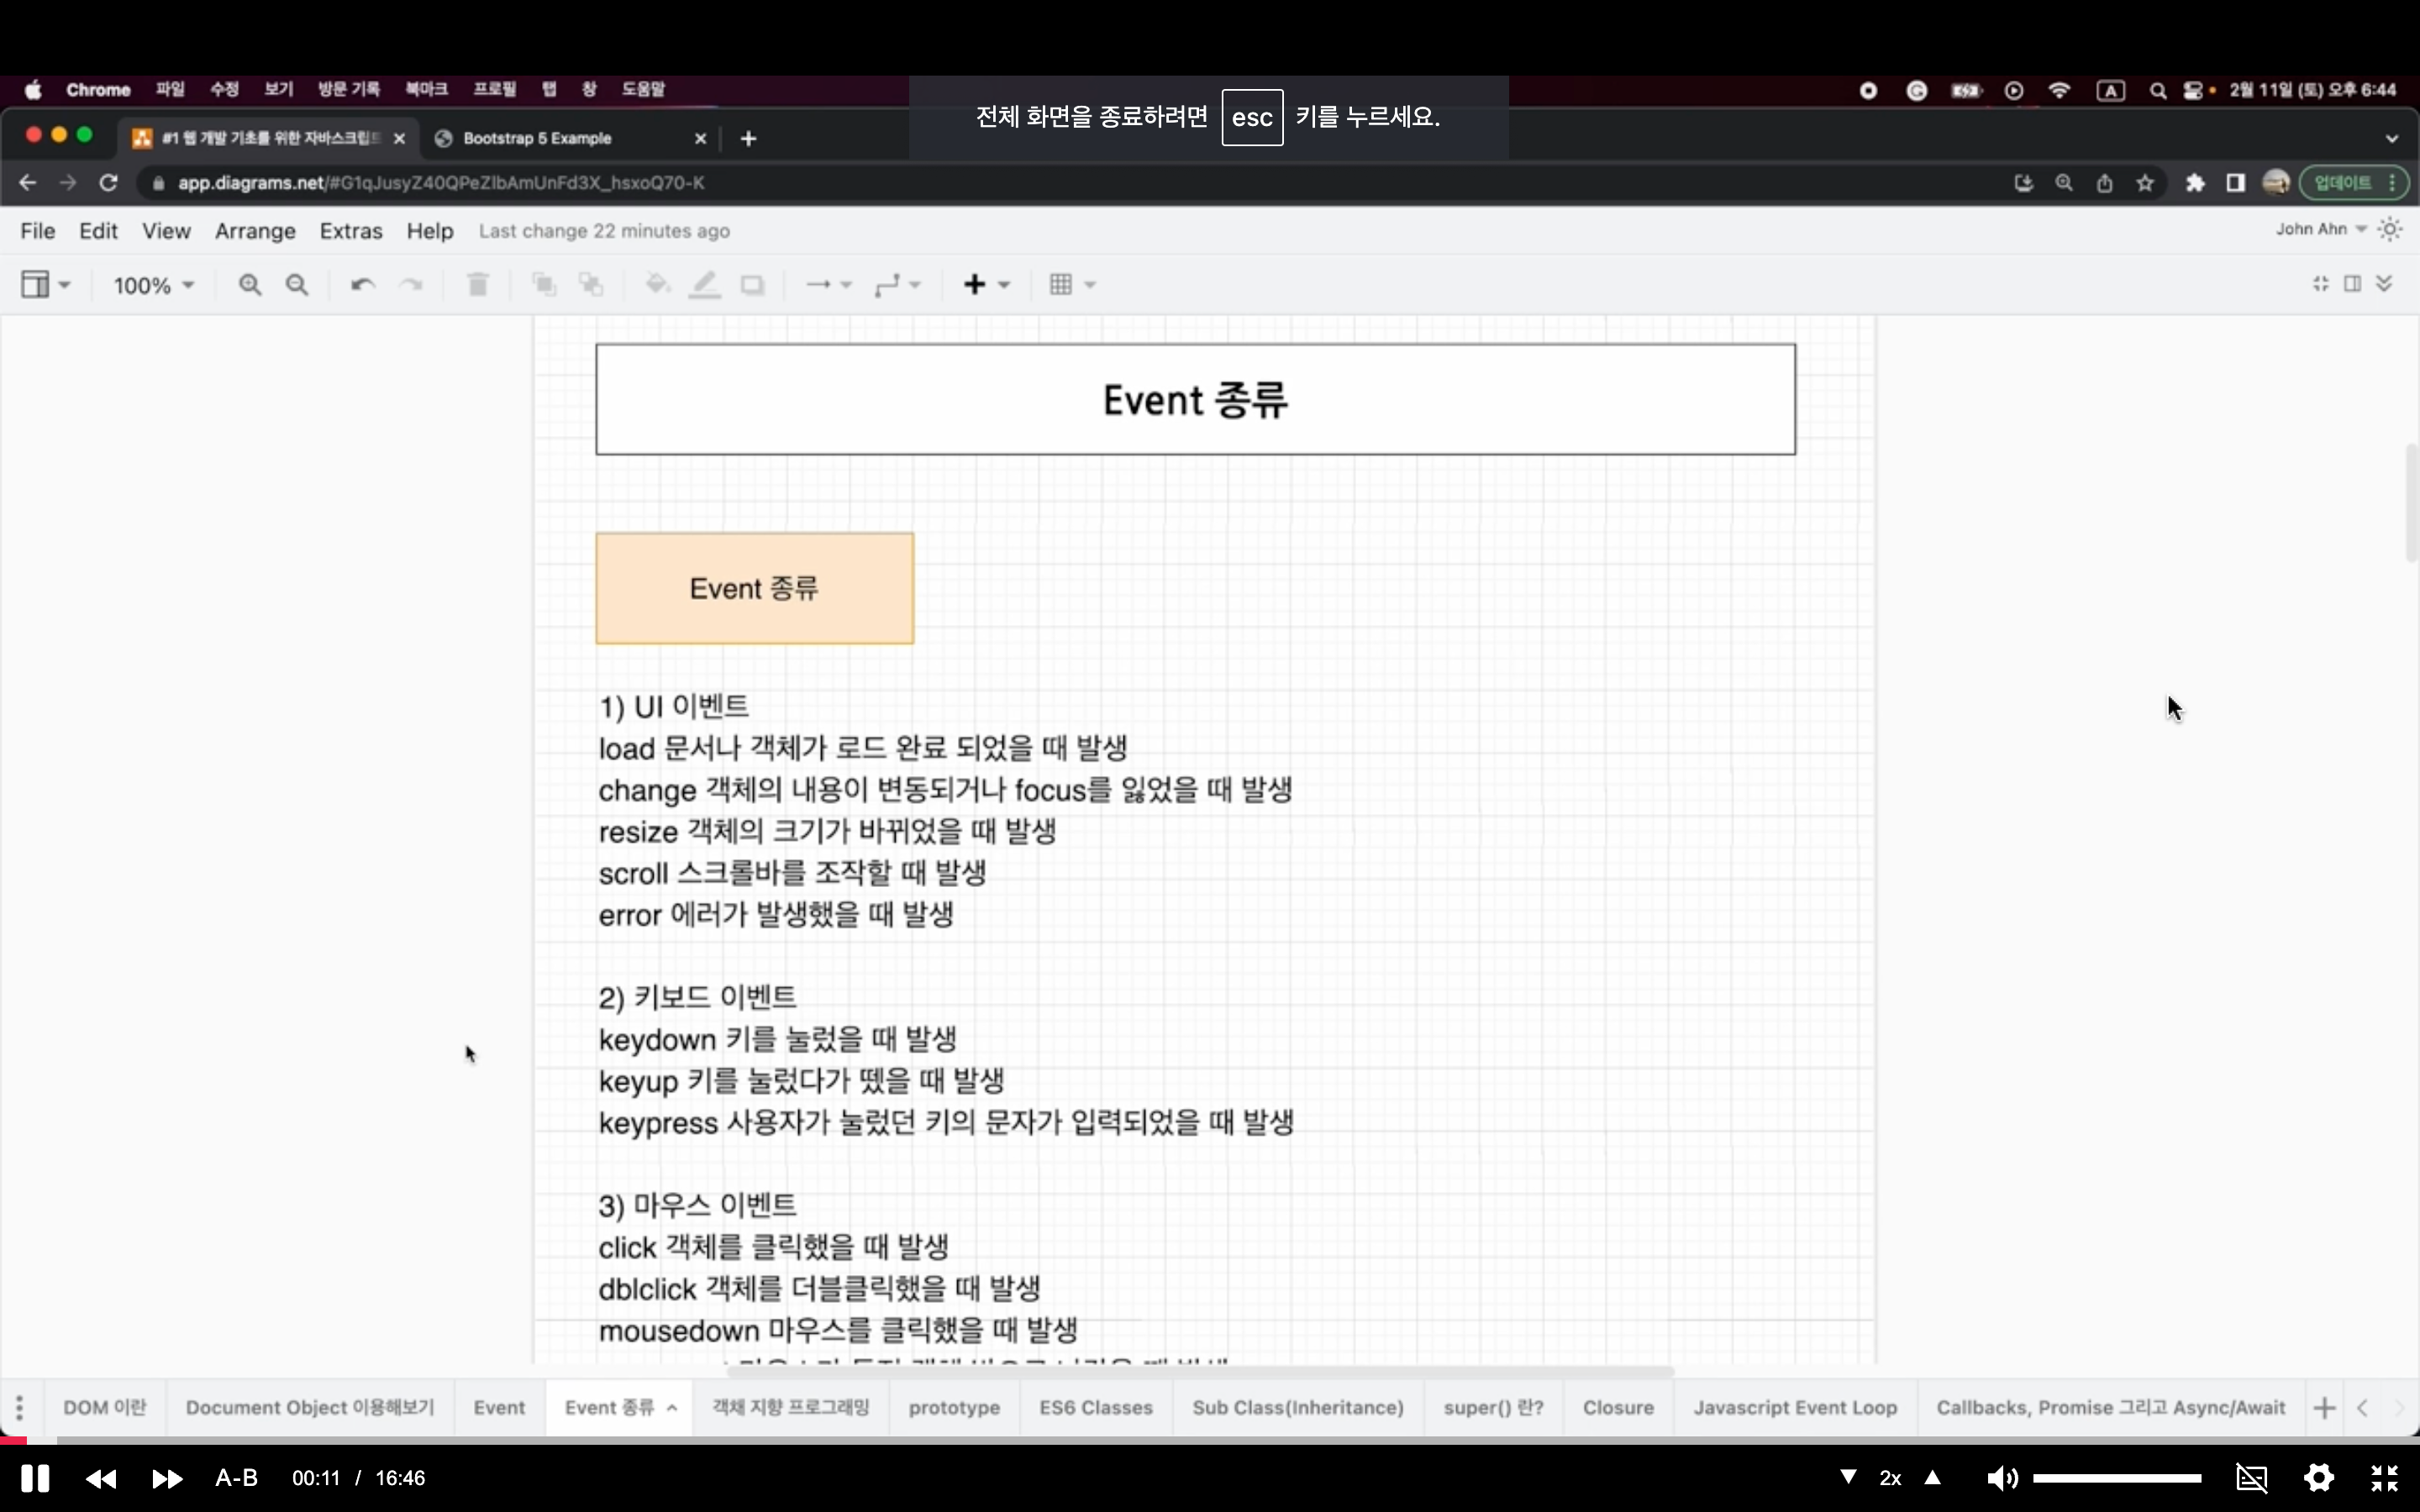 Chrome 파일 수정 보기 방문 기록 북마크 프로필 탭 창 도움말
2월 11일 (토) 오후 6:44
전체 화면을 종료하려면 esc 키를 누르세요.
#1 웹 개발 기초를 위한 자바스크립트
Bootstrap 5 Example
app.diagrams.net/#G1qJusyZ40QPeZlbAmUnFd3X_hsxoQ70-K
업데이트
File Edit View Arrange Extras Help Last change 22 minutes ago
John Ahn
100%
Event 종류
Event 종류
1) UI 이벤트
load 문서나 객체가 로드 완료 되었을 때 발생
change 객체의 내용이 변동되거나 focus를 잃었을 때 발생
resize 객체의 크기가 바뀌었을 때 발생
scroll 스크롤바를 조작할 때 발생
error 에러가 발생했을 때 발생
2) 키보드 이벤트
keydown 키를 눌렀을 때 발생
keyup 키를 눌렀다가 뗐을 때 발생
keypress 사용자가 눌렀던 키의 문자가 입력되었을 때 발생
3) 마우스 이벤트
click 객체를 클릭했을 때 발생
dblclick 객체를 더블클릭했을 때 발생
mousedown 마우스를 클릭했을 때 발생
DOM 이란 Document Object 이용해보기 Event Event 종류 객체 지향 프로그래밍 prototype ES6 Classes Sub Class(Inheritance) super() 란? Closure Javascript Event Loop Callbacks, Promise 그리고 Async/Await
A-B 00:11 / 16:46
2x